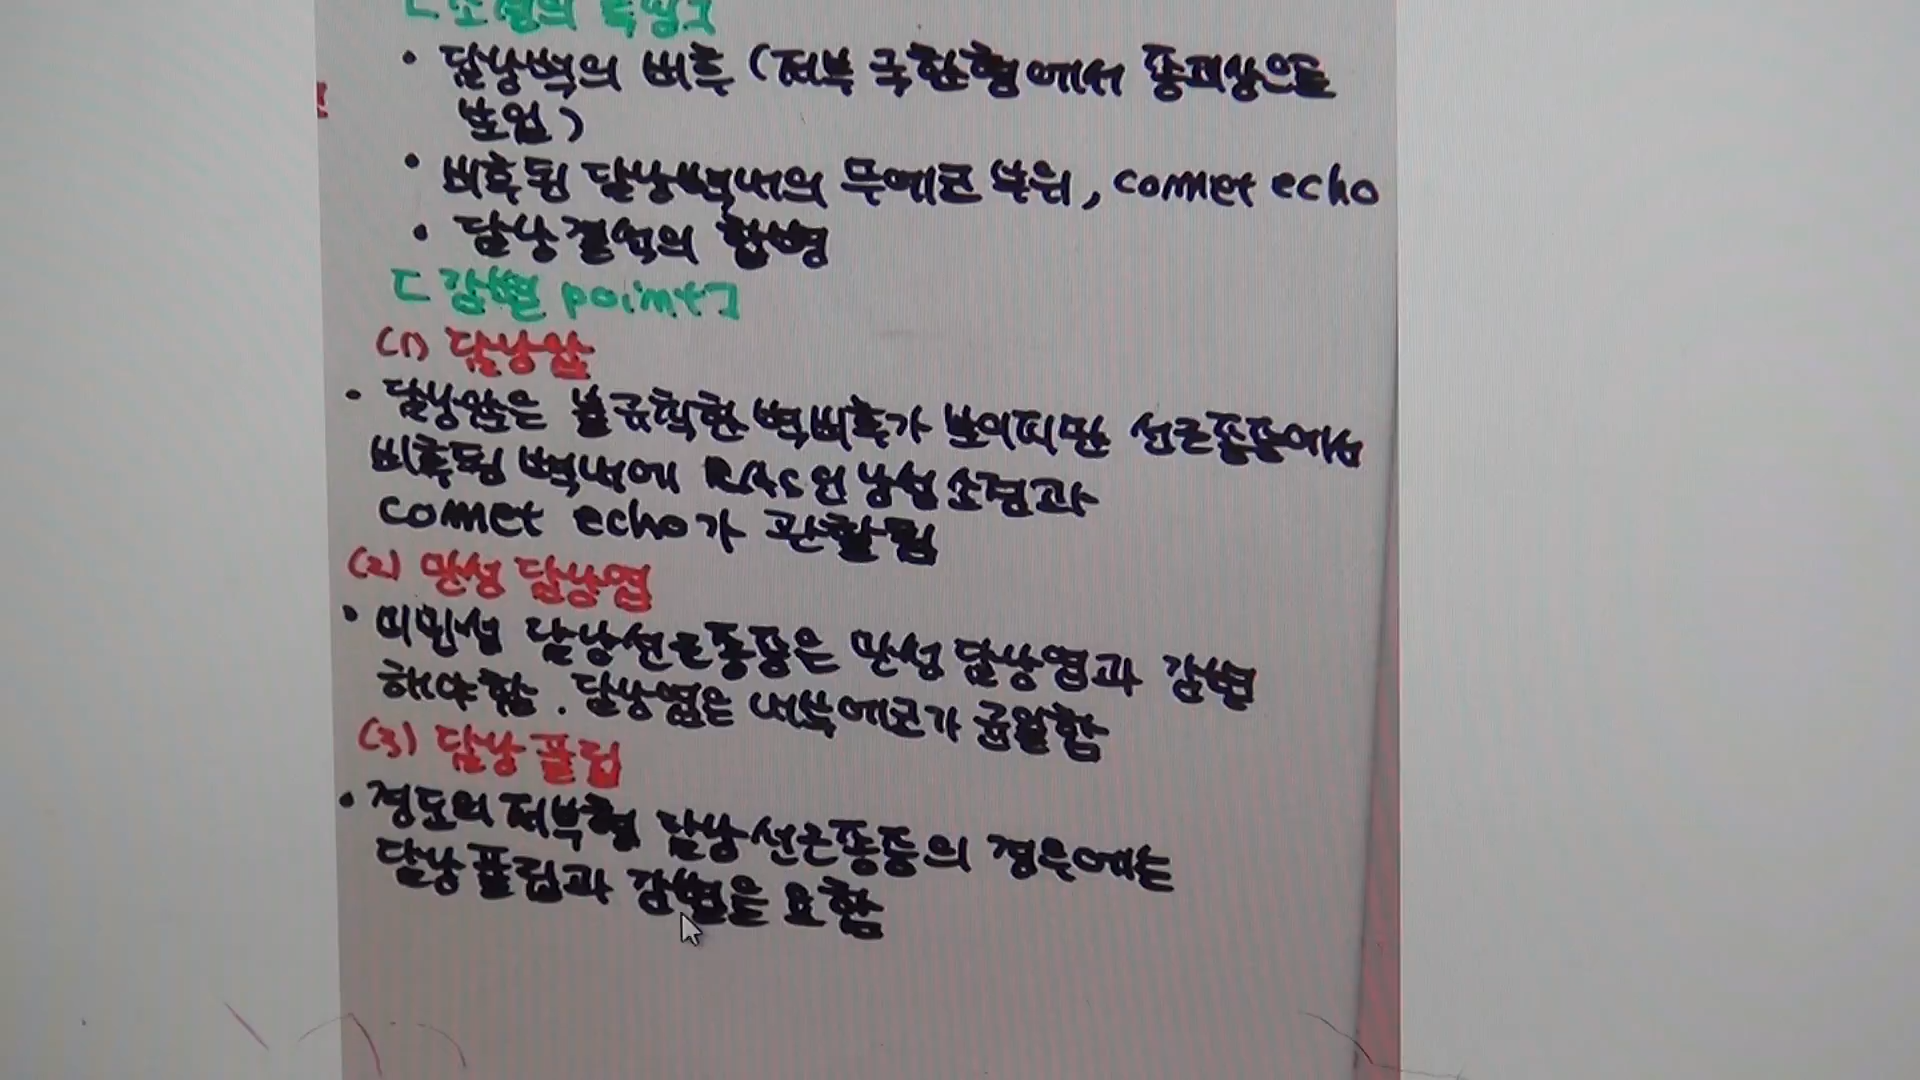 [소견의 특징]
• 담낭벽의 비후 (저부 국한형에서 종괴상으로
보임)
• 비후된 담낭벽내의 무에코 부위, comet echo
• 담낭결석의 합병
[감별 point]
(1) 담낭암
• 담낭암은 불규칙한 벽비후가 보이지만 선근종증에서
비후된 벽내에 RAS인 낭성 소견과
comet echo가 관찰됨
(2) 만성 담낭염
• 미만성 담낭선근종증은 만성 담낭염과 감별
해야함. 담낭염은 내부에코가 균일함
(3) 담낭 폴립
• 경도의 저부형 담낭선근종증의 경우에는
담낭폴립과 감별을 요함